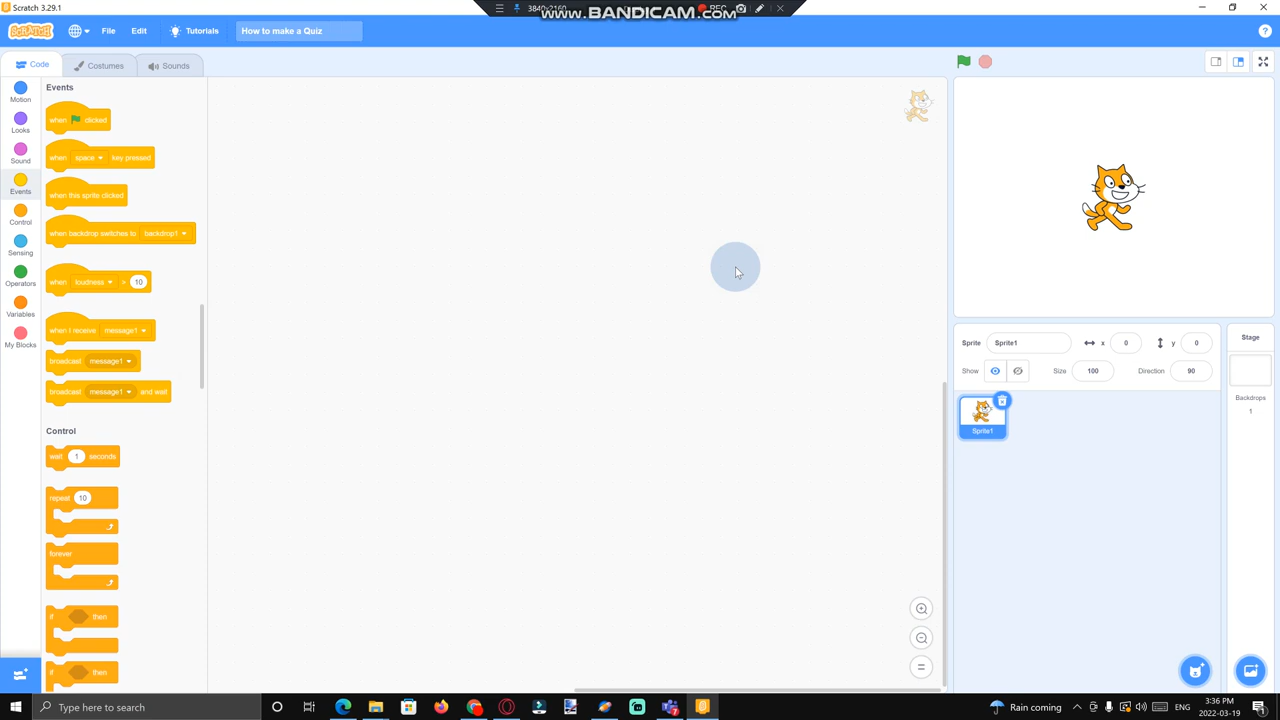 Scratch 3.29.1
3840x2160
REC
www.BANDICAM.com
SCRATCH
File
Edit
Tutorials
How to make a Quiz
Code
Costumes
Sounds
Motion
Looks
Sound
Events
Control
Sensing
Operators
Variables
My Blocks
Events
when clicked
when space key pressed
when this sprite clicked
when backdrop switches to backdrop1
when loudness > 10
when I receive message1
broadcast message1
broadcast message1 and wait
Control
wait 1 seconds
repeat 10
forever
if then
if then
Sprite Sprite1 x 0 y 0
Show Size 100 Direction 90
Sprite1
Stage
Backdrops
1
Type here to search
Rain coming
ENG
3:36 PM
2022-03-19